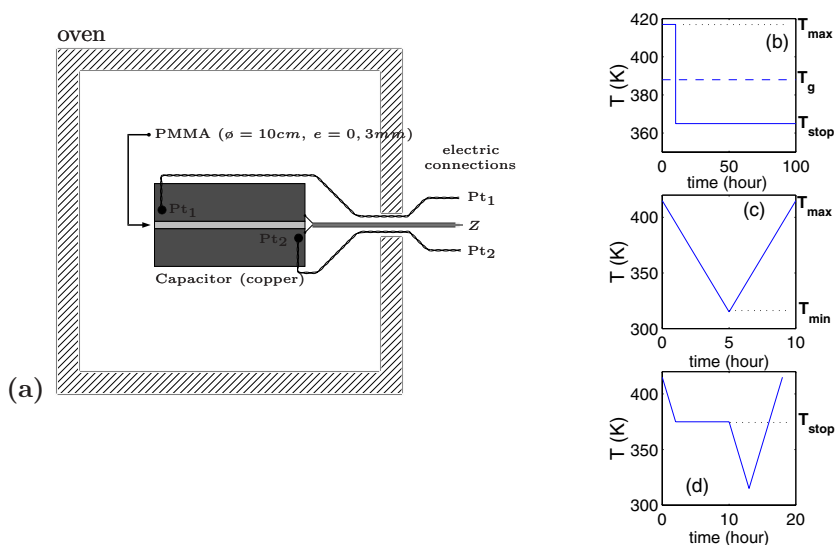 oven
PMMA (ø = 10cm, e = 0, 3mm)
electric
connections
Pt1
Pt1
Z
Pt2
Pt2
Capacitor (copper)
(a)
420
400
380
360
T (K)
(b)
Tmax
Tg
Tstop
0
50
100
time (hour)
400
350
300
T (K)
(c)
Tmax
Tmin
0
5
10
time (hour)
400
350
300
T (K)
(d)
Tstop
0
10
20
time (hour)